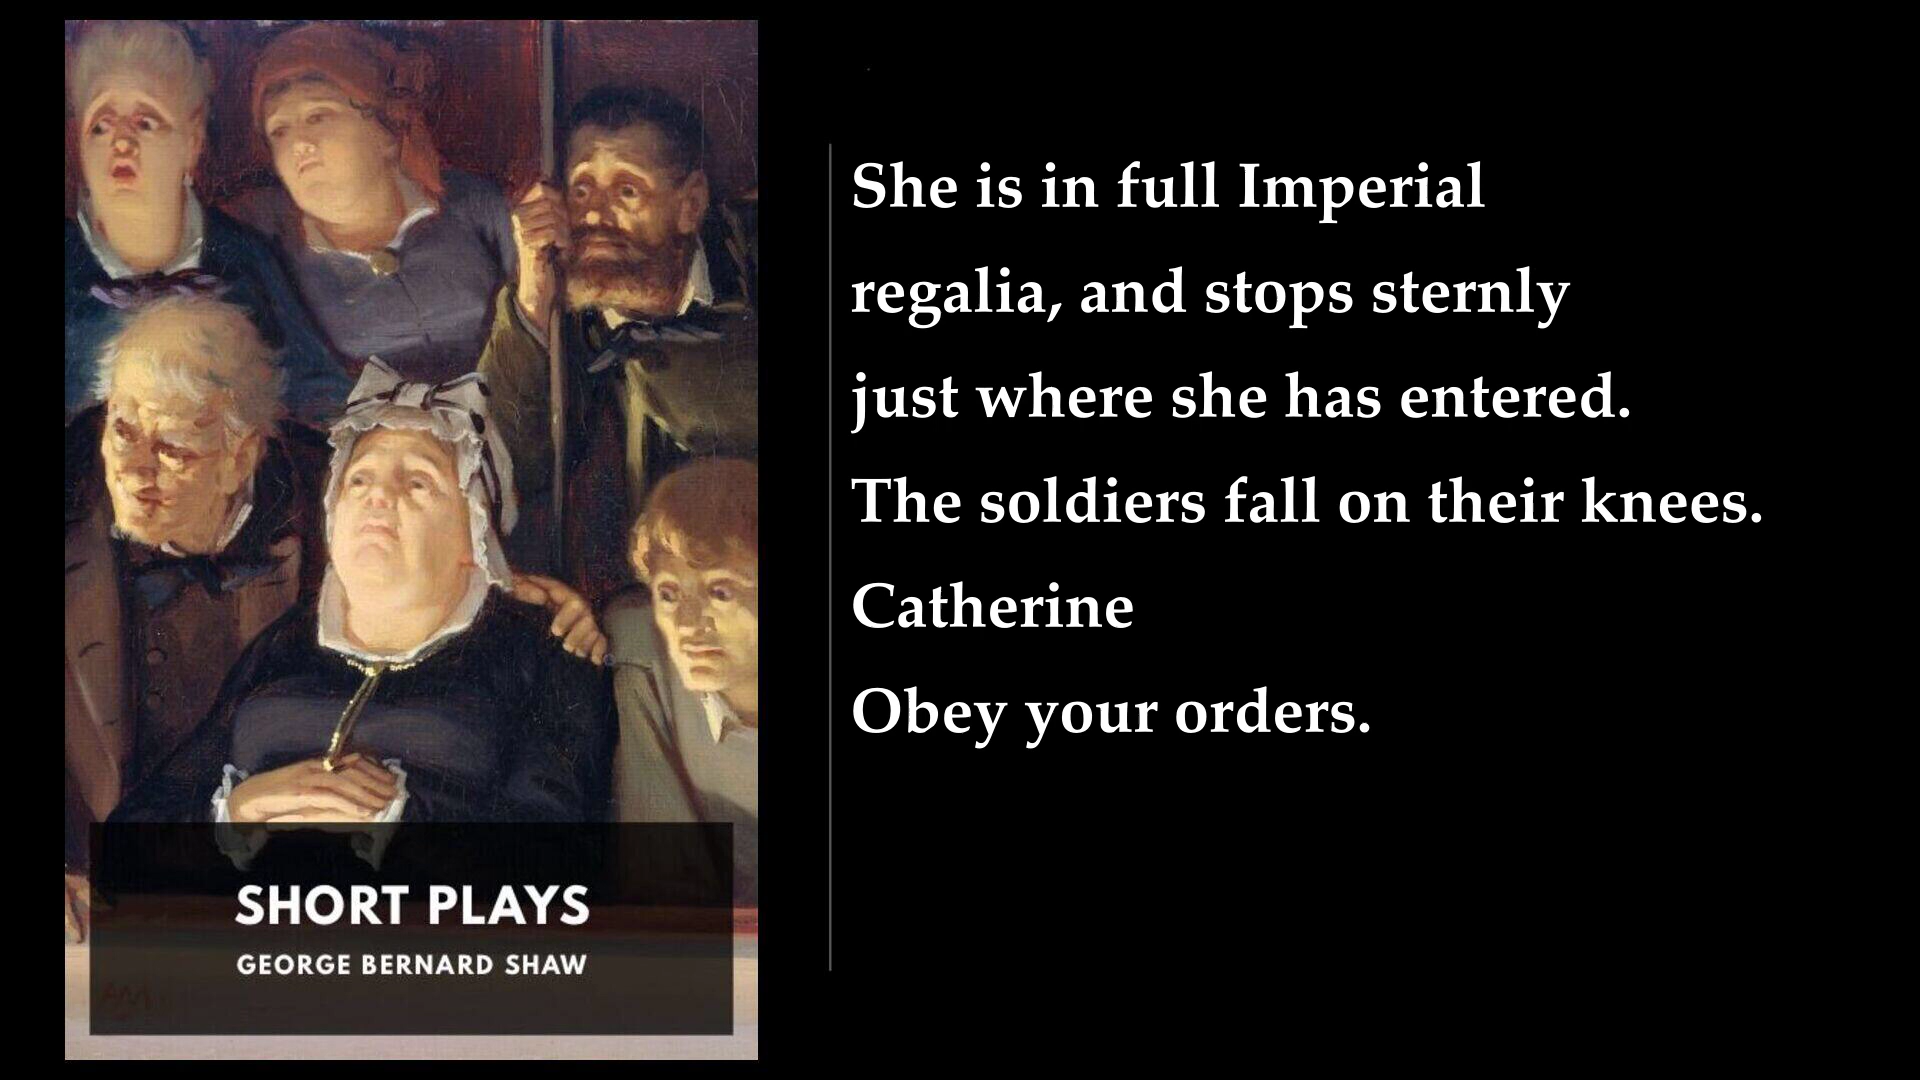 She is in full Imperial
regalia, and stops sternly
just where she has entered.
The soldiers fall on their knees.
Catherine
Obey your orders.
SHORT PLAYS
GEORGE BERNARD SHAW